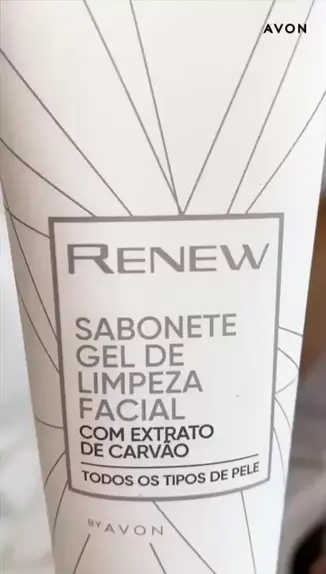 AVON
RENEW
SABONETE
GEL DE
LIMPEZA
FACIAL
COM EXTRATO
DE CARVÃO
TODOS OS TIPOS DE PELE
BY AVON